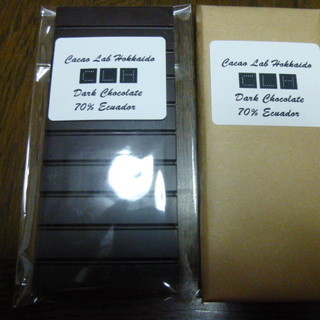 Cacao Lab Hokkaido
CLH
Dark Chocolate
70% Ecuador
Cacao Lab Hokkaido
CLH
Dark Chocolate
70% Ecuador